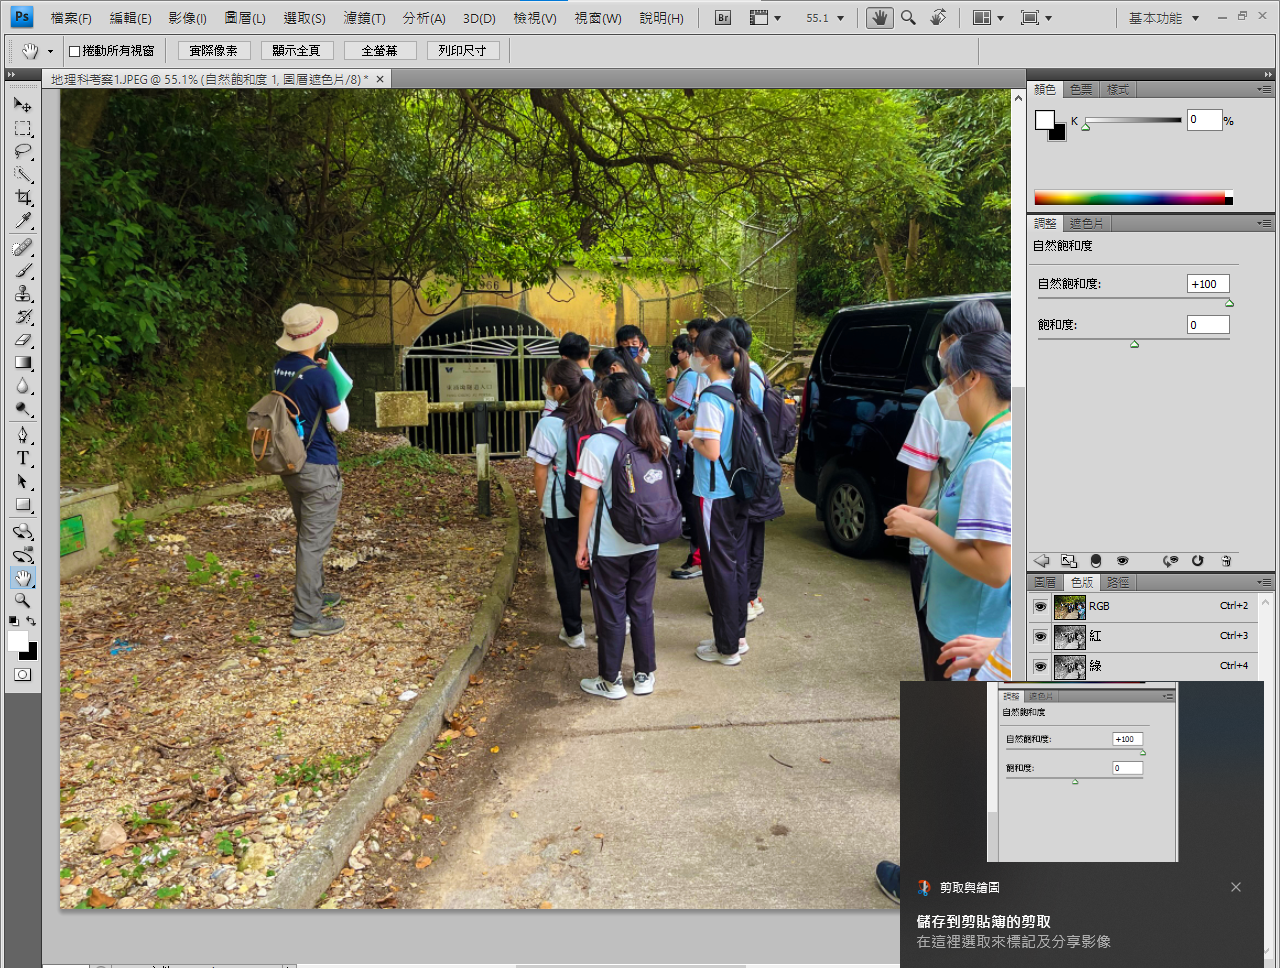 Ps 檔案(F) 編輯(E) 影像(I) 圖層(L) 選取(S) 濾鏡(T) 分析(A) 3D(D) 檢視(V) 視窗(W) 說明(H) Br 55.1 基本功能
捲動所有視窗 實際像素 顯示全頁 全螢幕 列印尺寸
地理科考察1.JPEG @ 55.1% (自然飽和度 1, 圖層遮色片/8) *
顏色 色票 樣式
K 0 %
調整 遮色片
自然飽和度
自然飽和度: +100
飽和度: 0
圖層 色版 路徑
RGB Ctrl+2
紅 Ctrl+3
綠 Ctrl+4
調整 遮色片
自然飽和度
自然飽和度: +100
飽和度: 0
剪取與繪圖
儲存到剪貼簿的剪取
在這裡選取來標記及分享影像